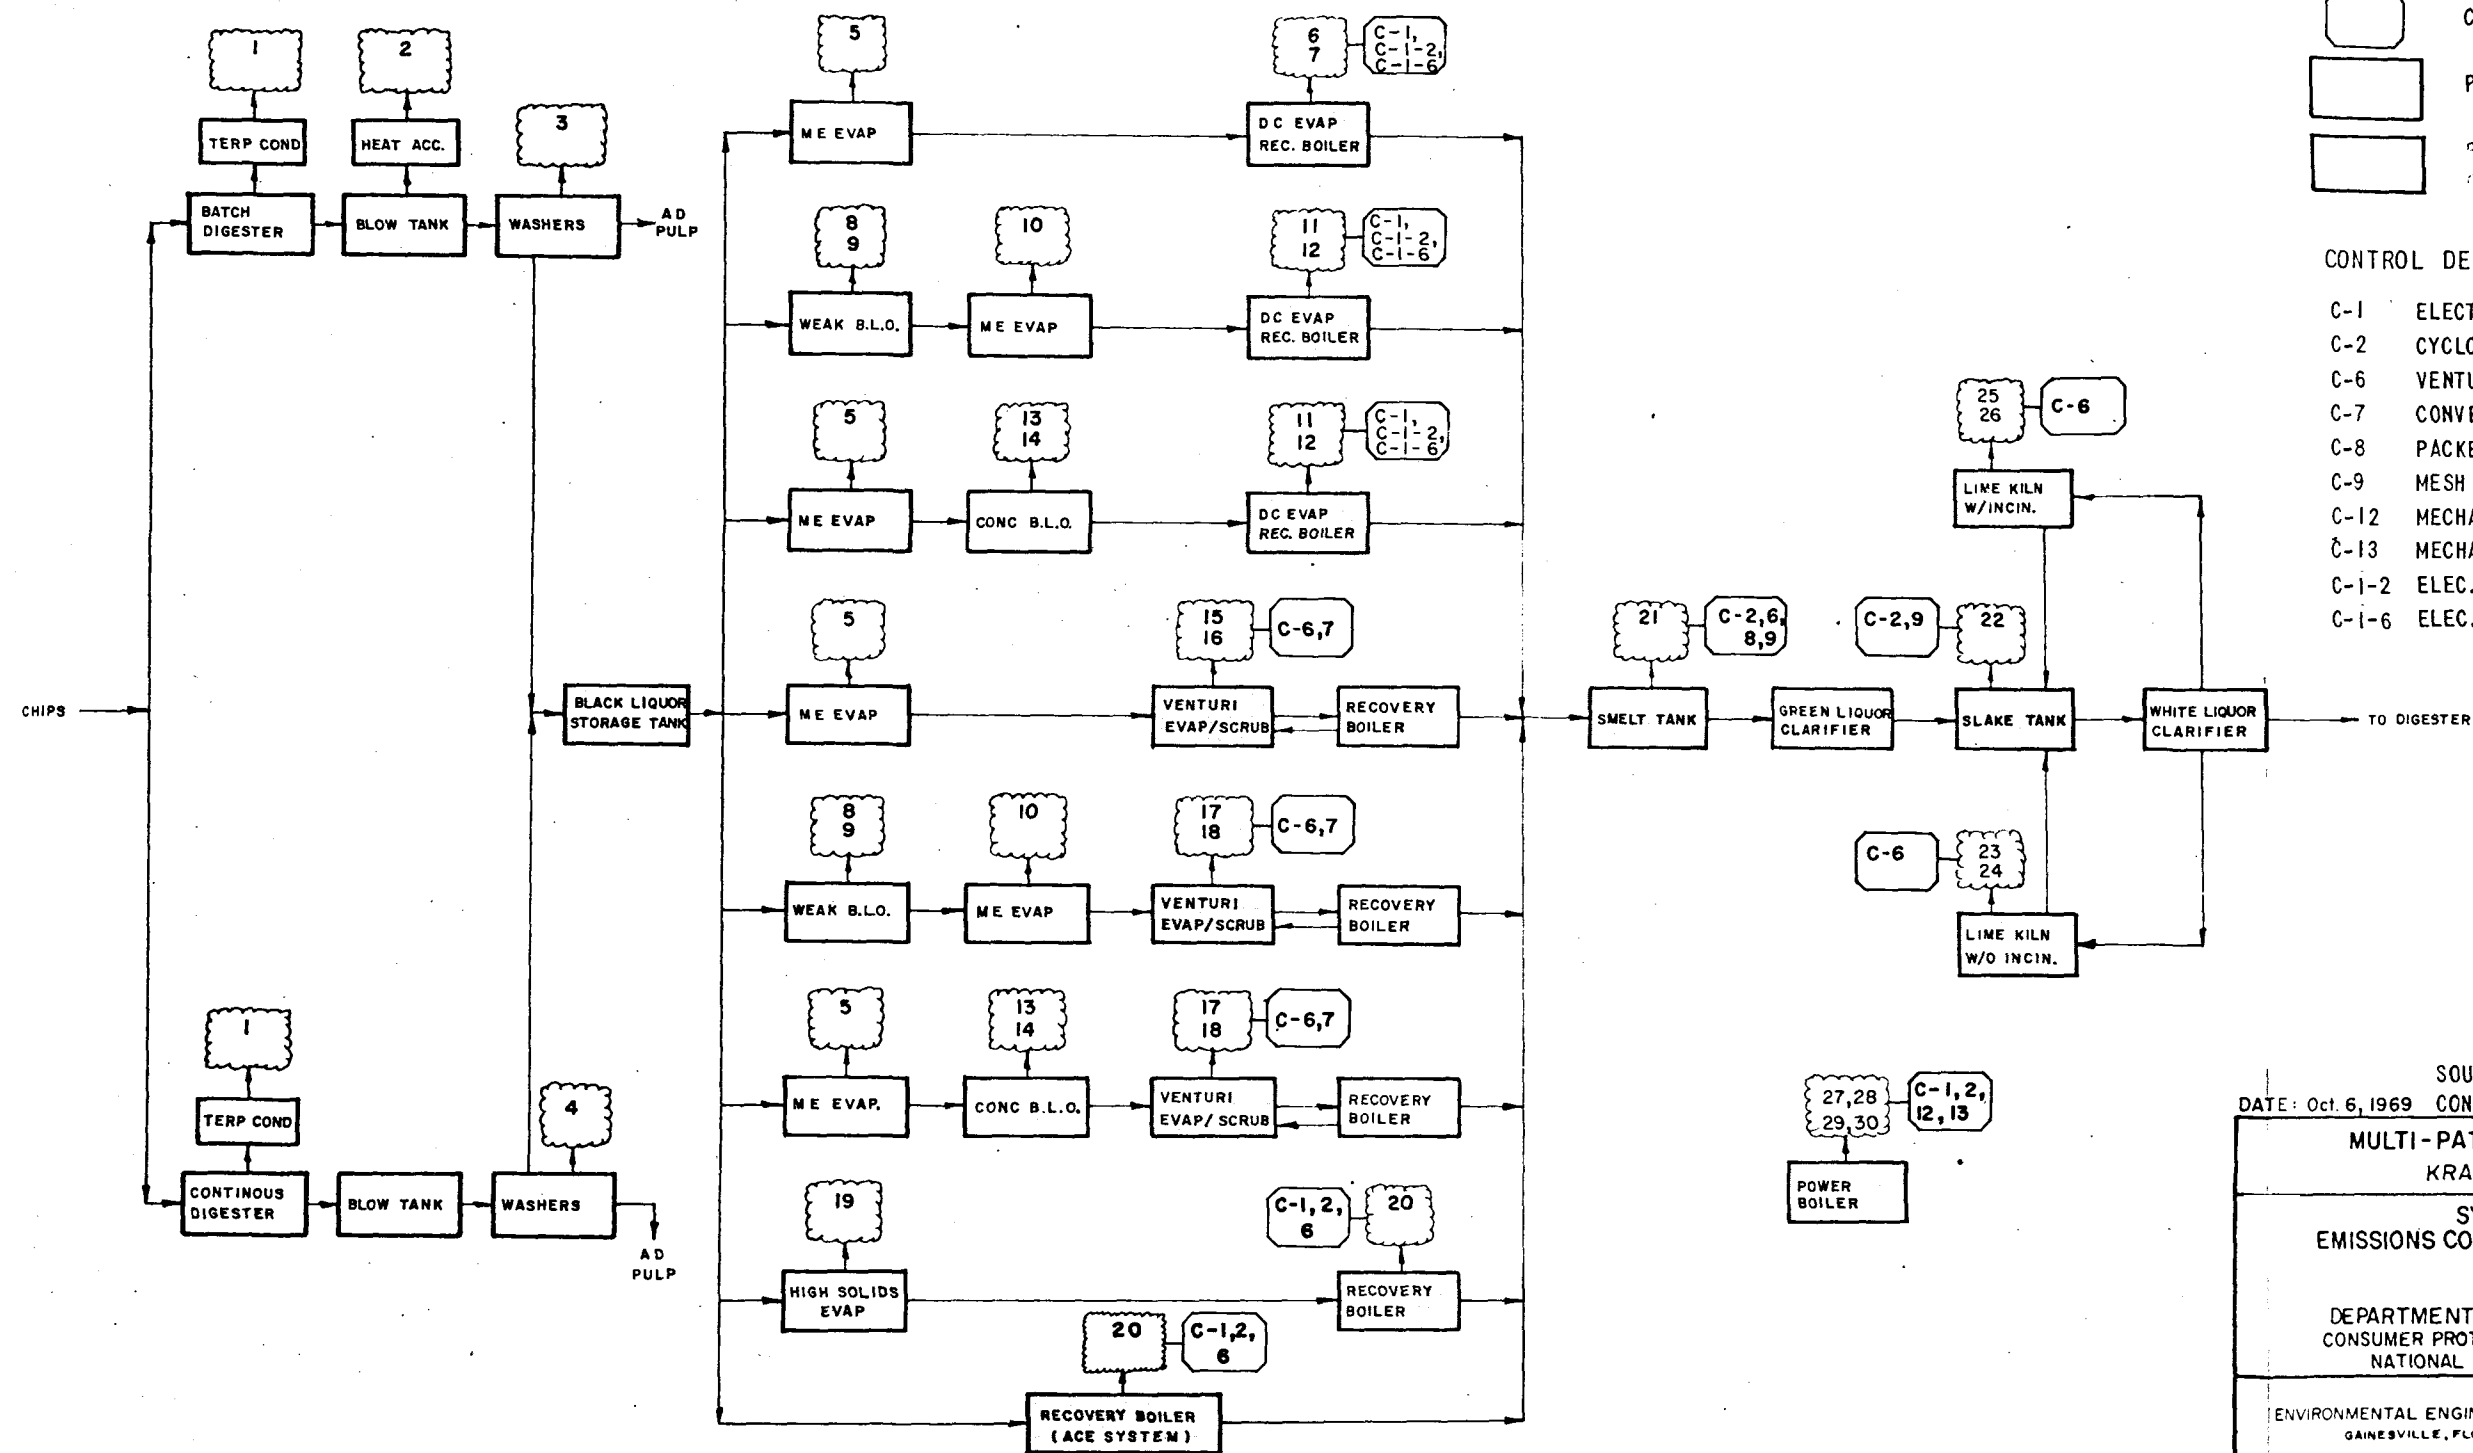 1
TERP COND
BATCH
DIGESTER
2
HEAT ACC.
BLOW TANK
3
WASHERS
AD
PULP
CHIPS
1
TERP COND
CONTINOUS
DIGESTER
BLOW TANK
4
WASHERS
AD
PULP
BLACK LIQUOR
STORAGE TANK
5
ME EVAP
6
7
C-1,
C-1-2,
C-1-6
DC EVAP
REC. BOILER
8
9
WEAK B.L.O.
10
ME EVAP
11
12
C-1,
C-1-2,
C-1-6
DC EVAP
REC. BOILER
5
ME EVAP
13
14
CONC B.L.O.
11
12
C-1,
C-1-2,
C-1-6
DC EVAP
REC. BOILER
5
ME EVAP
15
16
C-6,7
VENTURI
EVAP/SCRUB
RECOVERY
BOILER
8
9
WEAK B.L.O.
10
ME EVAP
17
18
C-6,7
VENTURI
EVAP/SCRUB
RECOVERY
BOILER
5
ME EVAP.
13
14
CONC B.L.O.
17
18
C-6,7
VENTURI
EVAP/SCRUB
RECOVERY
BOILER
19
HIGH SOLIDS
EVAP
C-1,2,
6
20
RECOVERY
BOILER
20
C-1,2,
6
RECOVERY BOILER
(ACE SYSTEM)
21
C-2,6,
8,9
SMELT TANK
GREEN LIQUOR
CLARIFIER
C-2,9
22
SLAKE TANK
WHITE LIQUOR
CLARIFIER
TO DIGESTER
25
26
C-6
LIME KILN
W/INCIN.
C-6
23
24
LIME KILN
W/O INCIN.
27,28
29,30
C-1,2,
12,13
POWER
BOILER
C
P
CONTROL DE
C-1 ELECT
C-2 CYCLO
C-6 VENTU
C-7 CONVE
C-8 PACKE
C-9 MESH
C-12 MECHA
C-13 MECHA
C-1-2 ELEC.
C-1-6 ELEC.
SOU
DATE: Oct. 6, 1969 CON
MULTI-PAT
KRA
SY
EMISSIONS CO
DEPARTMENT
CONSUMER PROT
NATIONAL
ENVIRONMENTAL ENGIN
GAINESVILLE, FL